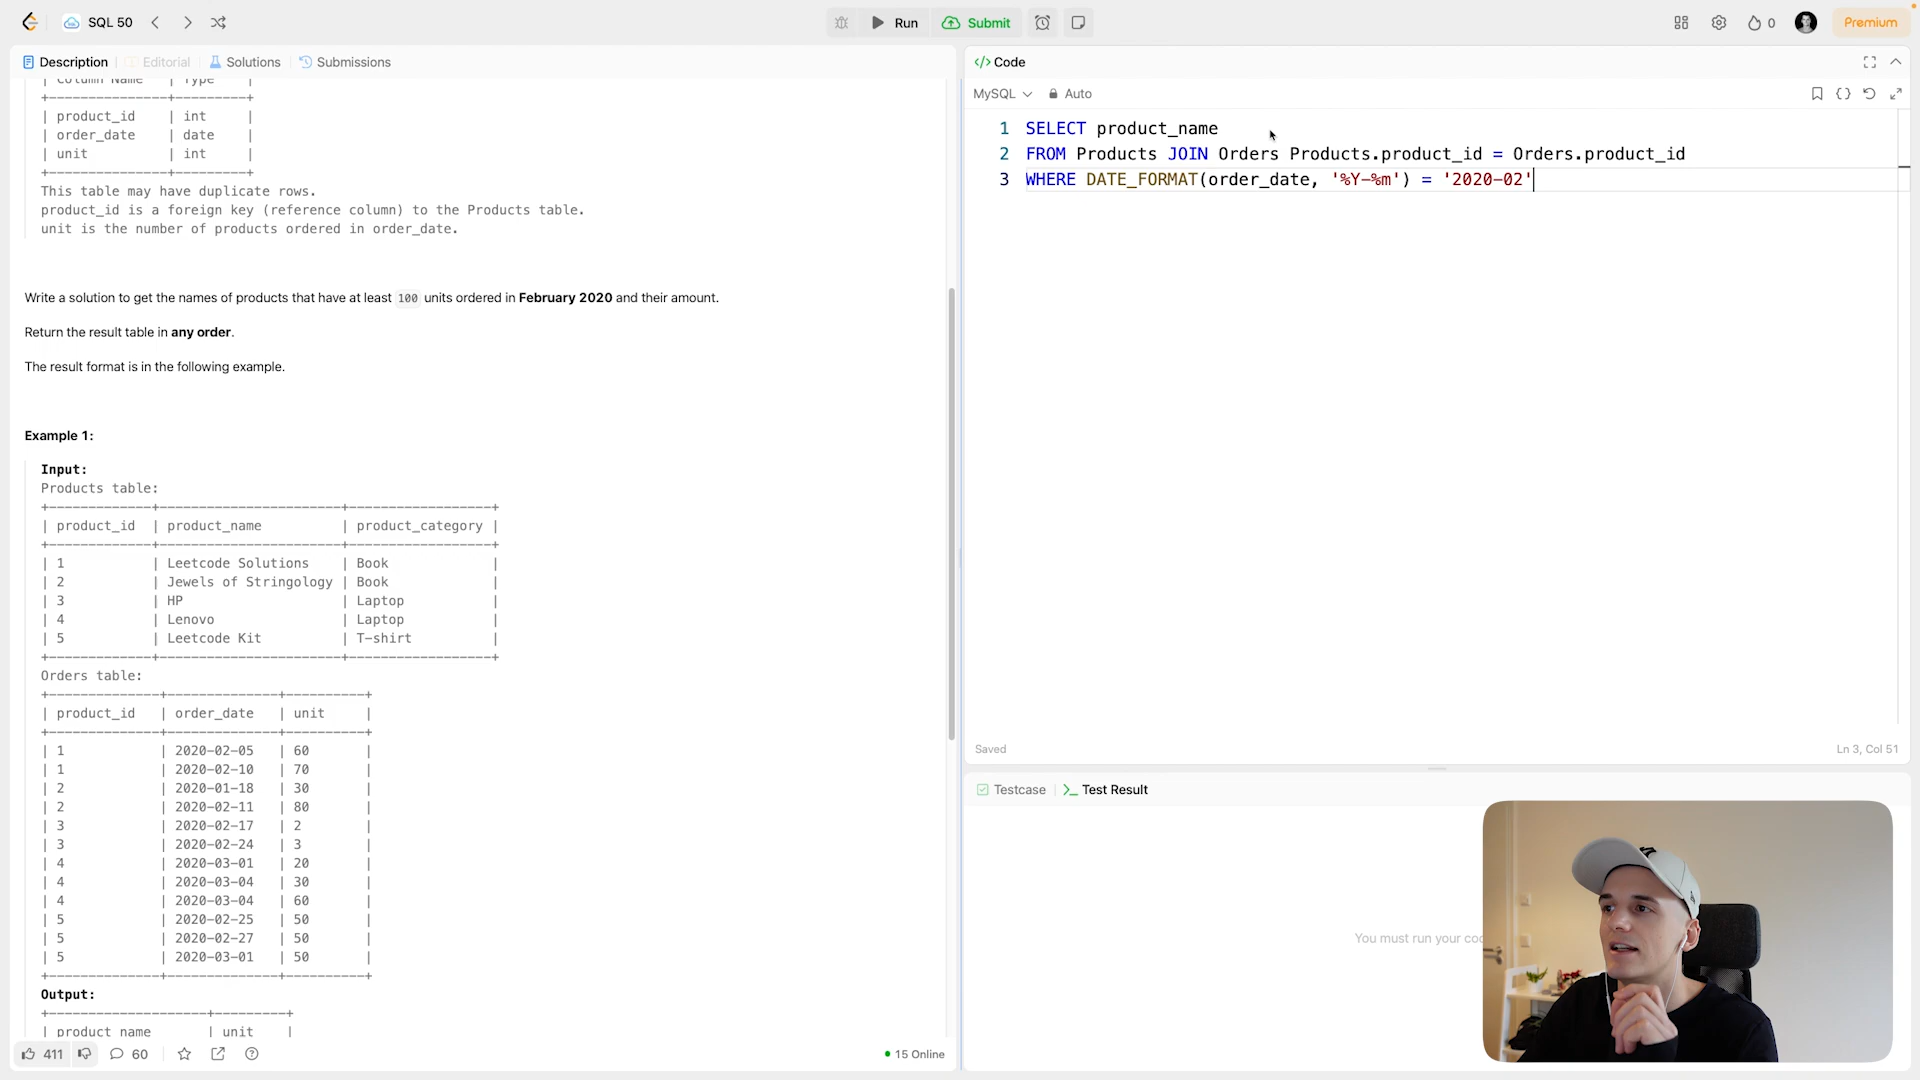 SQL 50
Run
Submit
0
Premium
Description
Editorial
Solutions
Submissions
| Column Name | Type
+---------------+---------+
| product_id | int |
| order_date | date |
| unit | int |
+---------------+---------+
This table may have duplicate rows.
product_id is a foreign key (reference column) to the Products table.
unit is the number of products ordered in order_date.
Write a solution to get the names of products that have at least 100 units ordered in February 2020 and their amount.
Return the result table in any order.
The result format is in the following example.
Example 1:
Input:
Products table:
+-------------+-----------------------+------------------+
| product_id | product_name | product_category |
+-------------+-----------------------+------------------+
| 1 | Leetcode Solutions | Book |
| 2 | Jewels of Stringology | Book |
| 3 | HP | Laptop |
| 4 | Lenovo | Laptop |
| 5 | Leetcode Kit | T-shirt |
+-------------+-----------------------+------------------+
Orders table:
+--------------+--------------+----------+
| product_id | order_date | unit |
+--------------+--------------+----------+
| 1 | 2020-02-05 | 60 |
| 1 | 2020-02-10 | 70 |
| 2 | 2020-01-18 | 30 |
| 2 | 2020-02-11 | 80 |
| 3 | 2020-02-17 | 2 |
| 3 | 2020-02-24 | 3 |
| 4 | 2020-03-01 | 20 |
| 4 | 2020-03-04 | 30 |
| 4 | 2020-03-04 | 60 |
| 5 | 2020-02-25 | 50 |
| 5 | 2020-02-27 | 50 |
| 5 | 2020-03-01 | 50 |
+--------------+--------------+----------+
Output:
+--------------------+---------+
| product_name | unit |
411
60
15 Online
Code
MySQL
Auto
1 SELECT product_name
2 FROM Products JOIN Orders Products.product_id = Orders.product_id
3 WHERE DATE_FORMAT(order_date, '%Y-%m') = '2020-02'
Saved
Ln 3, Col 51
Testcase
Test Result
You must run your